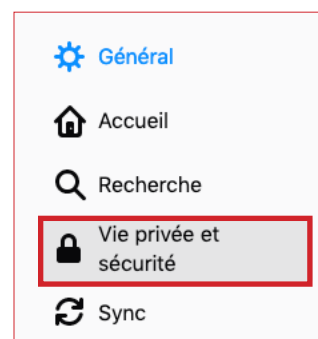 Général
Accueil
Recherche
Vie privée et
sécurité
Sync